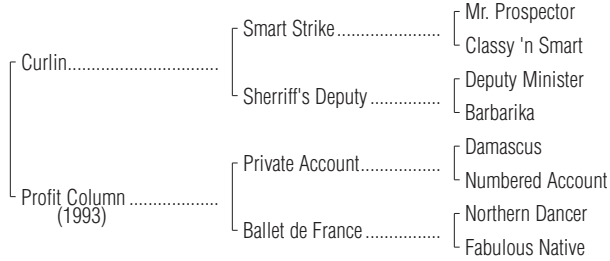 Mr. Prospector
Smart Strike....................
Classy 'n Smart
Curlin.............................
Deputy Minister
Sherriff's Deputy..............
Barbarika
Damascus
Private Account................
Numbered Account
Profit Column.................
(1993)
Northern Dancer
Ballet de France...............
Fabulous Native